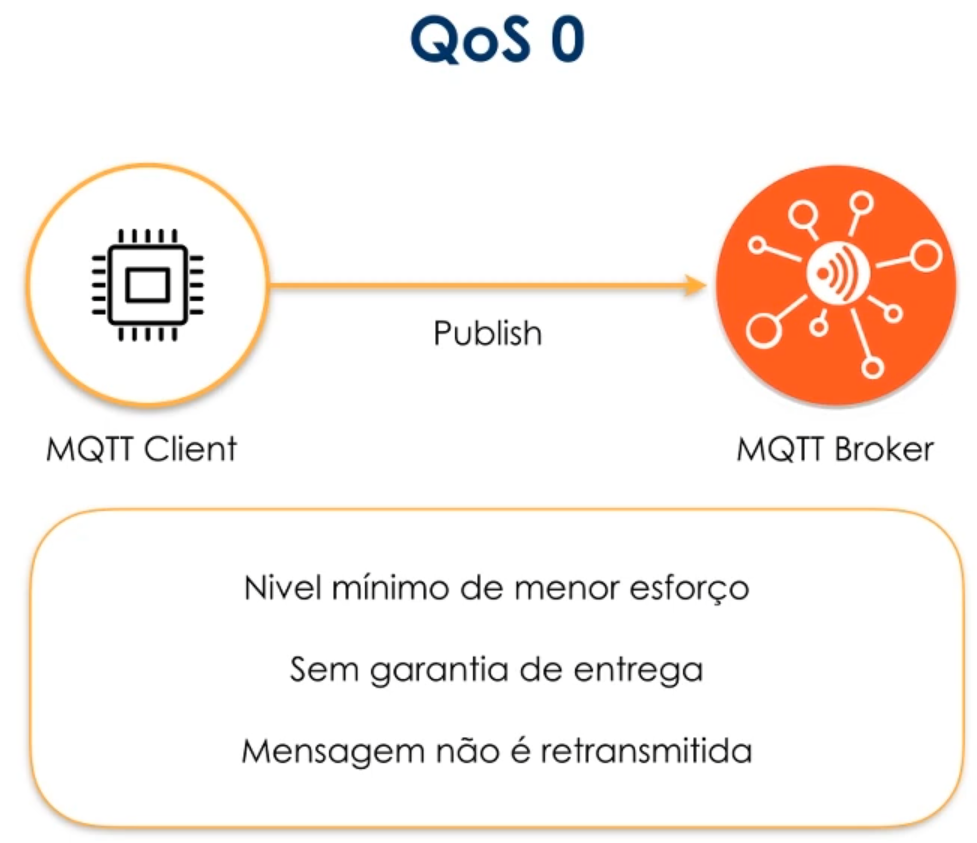 QoS 0
Publish
MQTT Client
MQTT Broker
Nivel mínimo de menor esforço
Sem garantia de entrega
Mensagem não é retransmitida